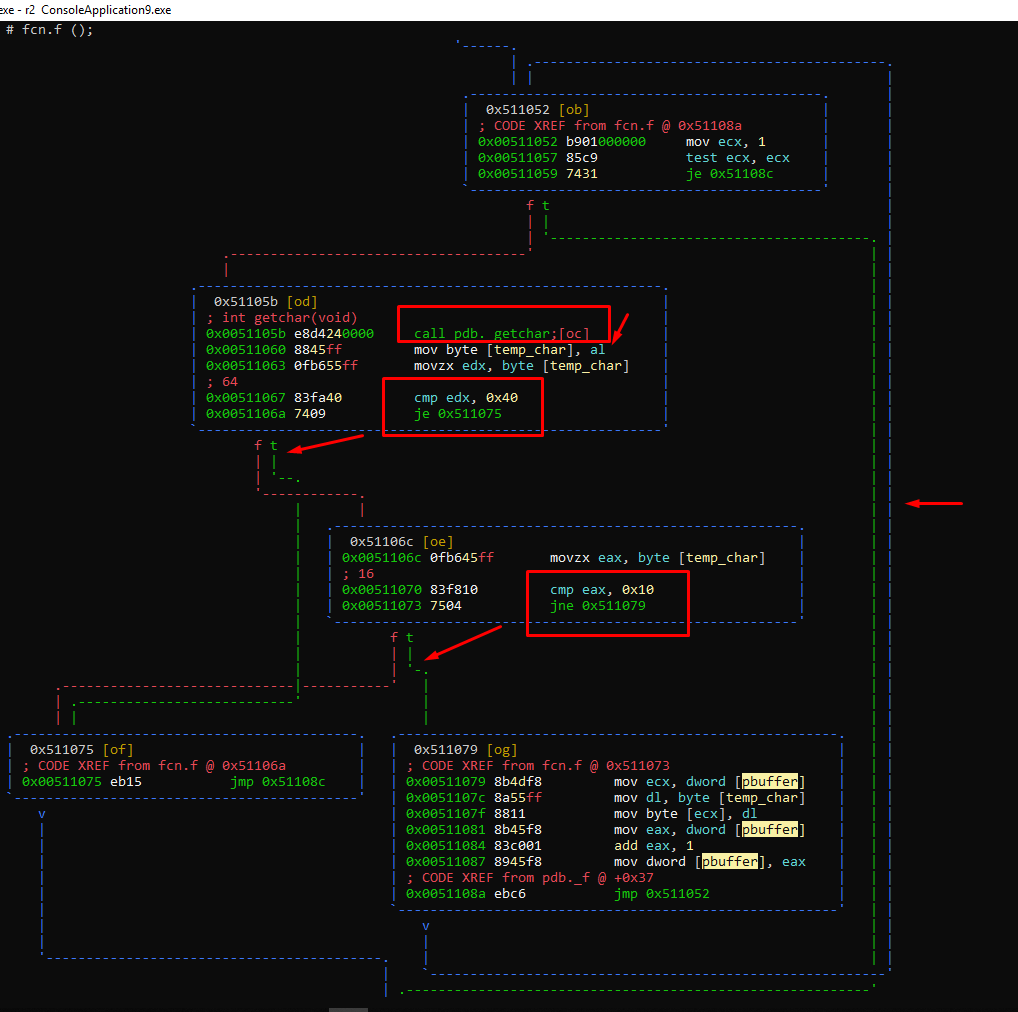 exe - r2 ConsoleApplication9.exe
# fcn.f ();
0x511052 [ob]
; CODE XREF from fcn.f @ 0x51108a
0x00511052 b901000000 mov ecx, 1
0x00511057 85c9 test ecx, ecx
0x00511059 7431 je 0x51108c
f t
0x51105b [od]
; int getchar(void)
0x0051105b e8d4240000 call pdb._getchar;[oc]
0x00511060 8845ff mov byte [temp_char], al
0x00511063 0fb655ff movzx edx, byte [temp_char]
; 64
0x00511067 83fa40 cmp edx, 0x40
0x0051106a 7409 je 0x511075
f t
0x51106c [oe]
0x0051106c 0fb645ff movzx eax, byte [temp_char]
; 16
0x00511070 83f810 cmp eax, 0x10
0x00511073 7504 jne 0x511079
f t
0x511075 [of]
; CODE XREF from fcn.f @ 0x51106a
0x00511075 eb15 jmp 0x51108c
v
0x511079 [og]
; CODE XREF from fcn.f @ 0x511073
0x00511079 8b4df8 mov ecx, dword [pbuffer]
0x0051107c 8a55ff mov dl, byte [temp_char]
0x0051107f 8811 mov byte [ecx], dl
0x00511081 8b45f8 mov eax, dword [pbuffer]
0x00511084 83c001 add eax, 1
0x00511087 8945f8 mov dword [pbuffer], eax
; CODE XREF from pdb._f @ +0x37
0x0051108a ebc6 jmp 0x511052
v